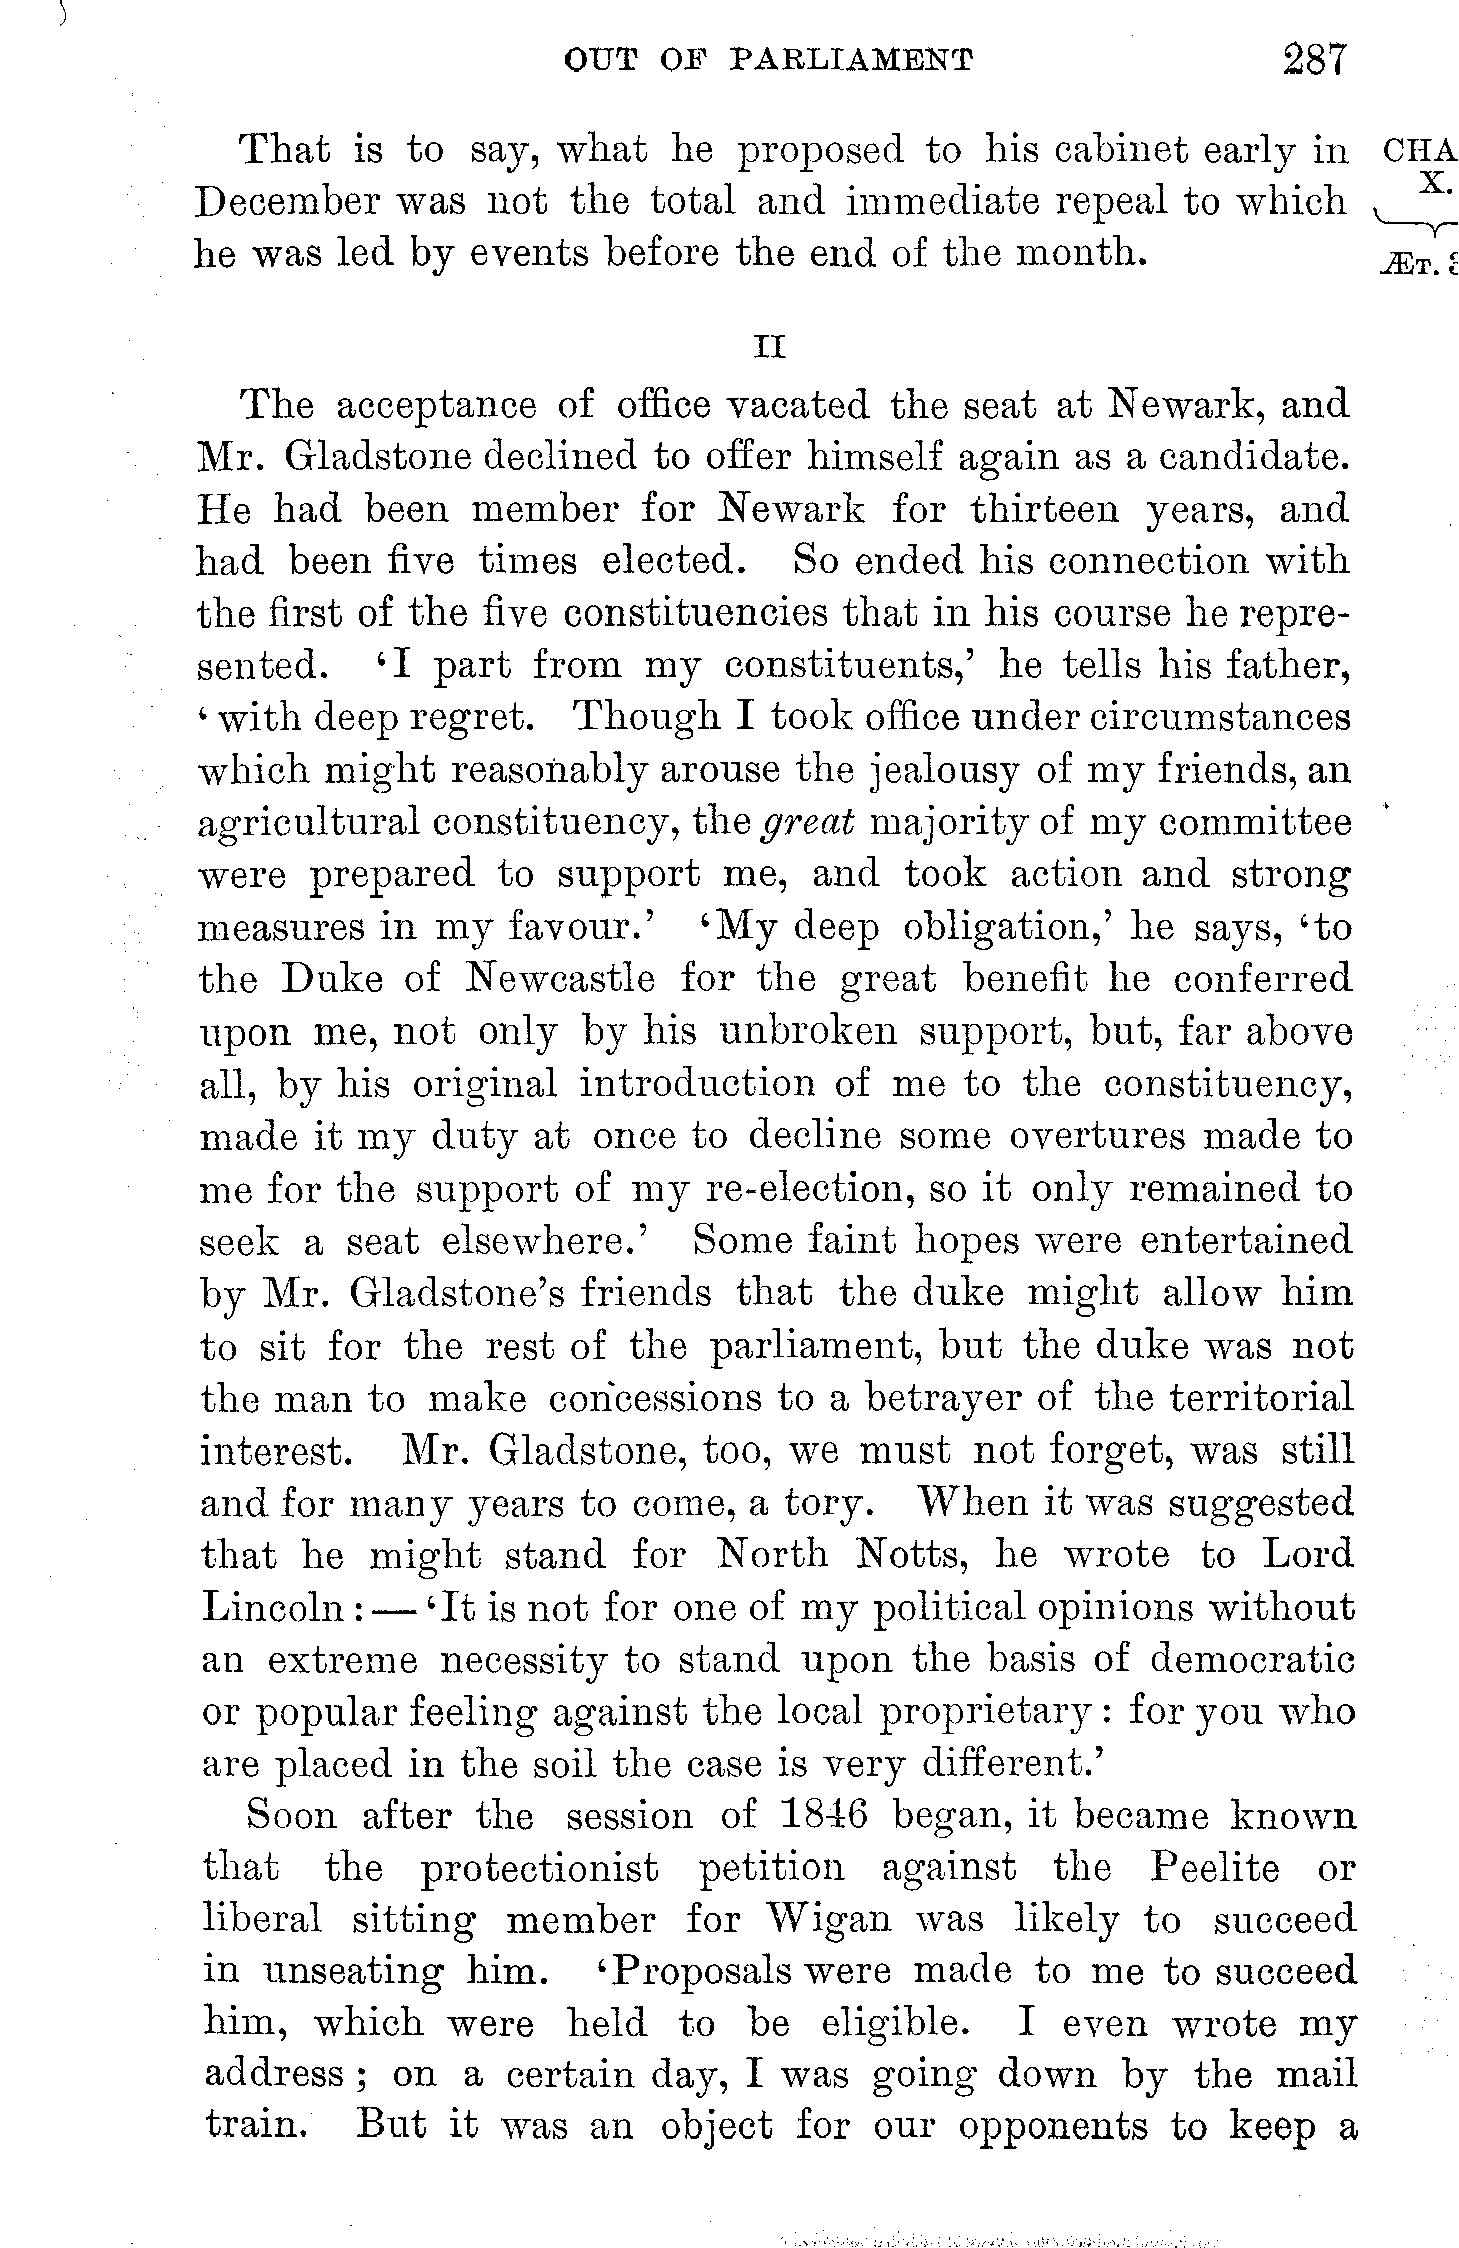 OUT OF PARLIAMENT 287
That is to say, what he proposed to his cabinet early in
December was not the total and immediate repeal to which
he was led by events before the end of the month.
CHA
X.
ÆT. 3
II
The acceptance of office vacated the seat at Newark, and
Mr. Gladstone declined to offer himself again as a candidate.
He had been member for Newark for thirteen years, and
had been five times elected. So ended his connection with
the first of the five constituencies that in his course he repre-
sented. ‘I part from my constituents,’ he tells his father,
‘with deep regret. Though I took office under circumstances
which might reasonably arouse the jealousy of my friends, an
agricultural constituency, the great majority of my committee
were prepared to support me, and took action and strong
measures in my favour.’ ‘My deep obligation,’ he says, ‘to
the Duke of Newcastle for the great benefit he conferred
upon me, not only by his unbroken support, but, far above
all, by his original introduction of me to the constituency,
made it my duty at once to decline some overtures made to
me for the support of my re-election, so it only remained to
seek a seat elsewhere.’ Some faint hopes were entertained
by Mr. Gladstone’s friends that the duke might allow him
to sit for the rest of the parliament, but the duke was not
the man to make concessions to a betrayer of the territorial
interest. Mr. Gladstone, too, we must not forget, was still
and for many years to come, a tory. When it was suggested
that he might stand for North Notts, he wrote to Lord
Lincoln:—‘It is not for one of my political opinions without
an extreme necessity to stand upon the basis of democratic
or popular feeling against the local proprietary: for you who
are placed in the soil the case is very different.’
Soon after the session of 1846 began, it became known
that the protectionist petition against the Peelite or
liberal sitting member for Wigan was likely to succeed
in unseating him. ‘Proposals were made to me to succeed
him, which were held to be eligible. I even wrote my
address; on a certain day, I was going down by the mail
train. But it was an object for our opponents to keep a